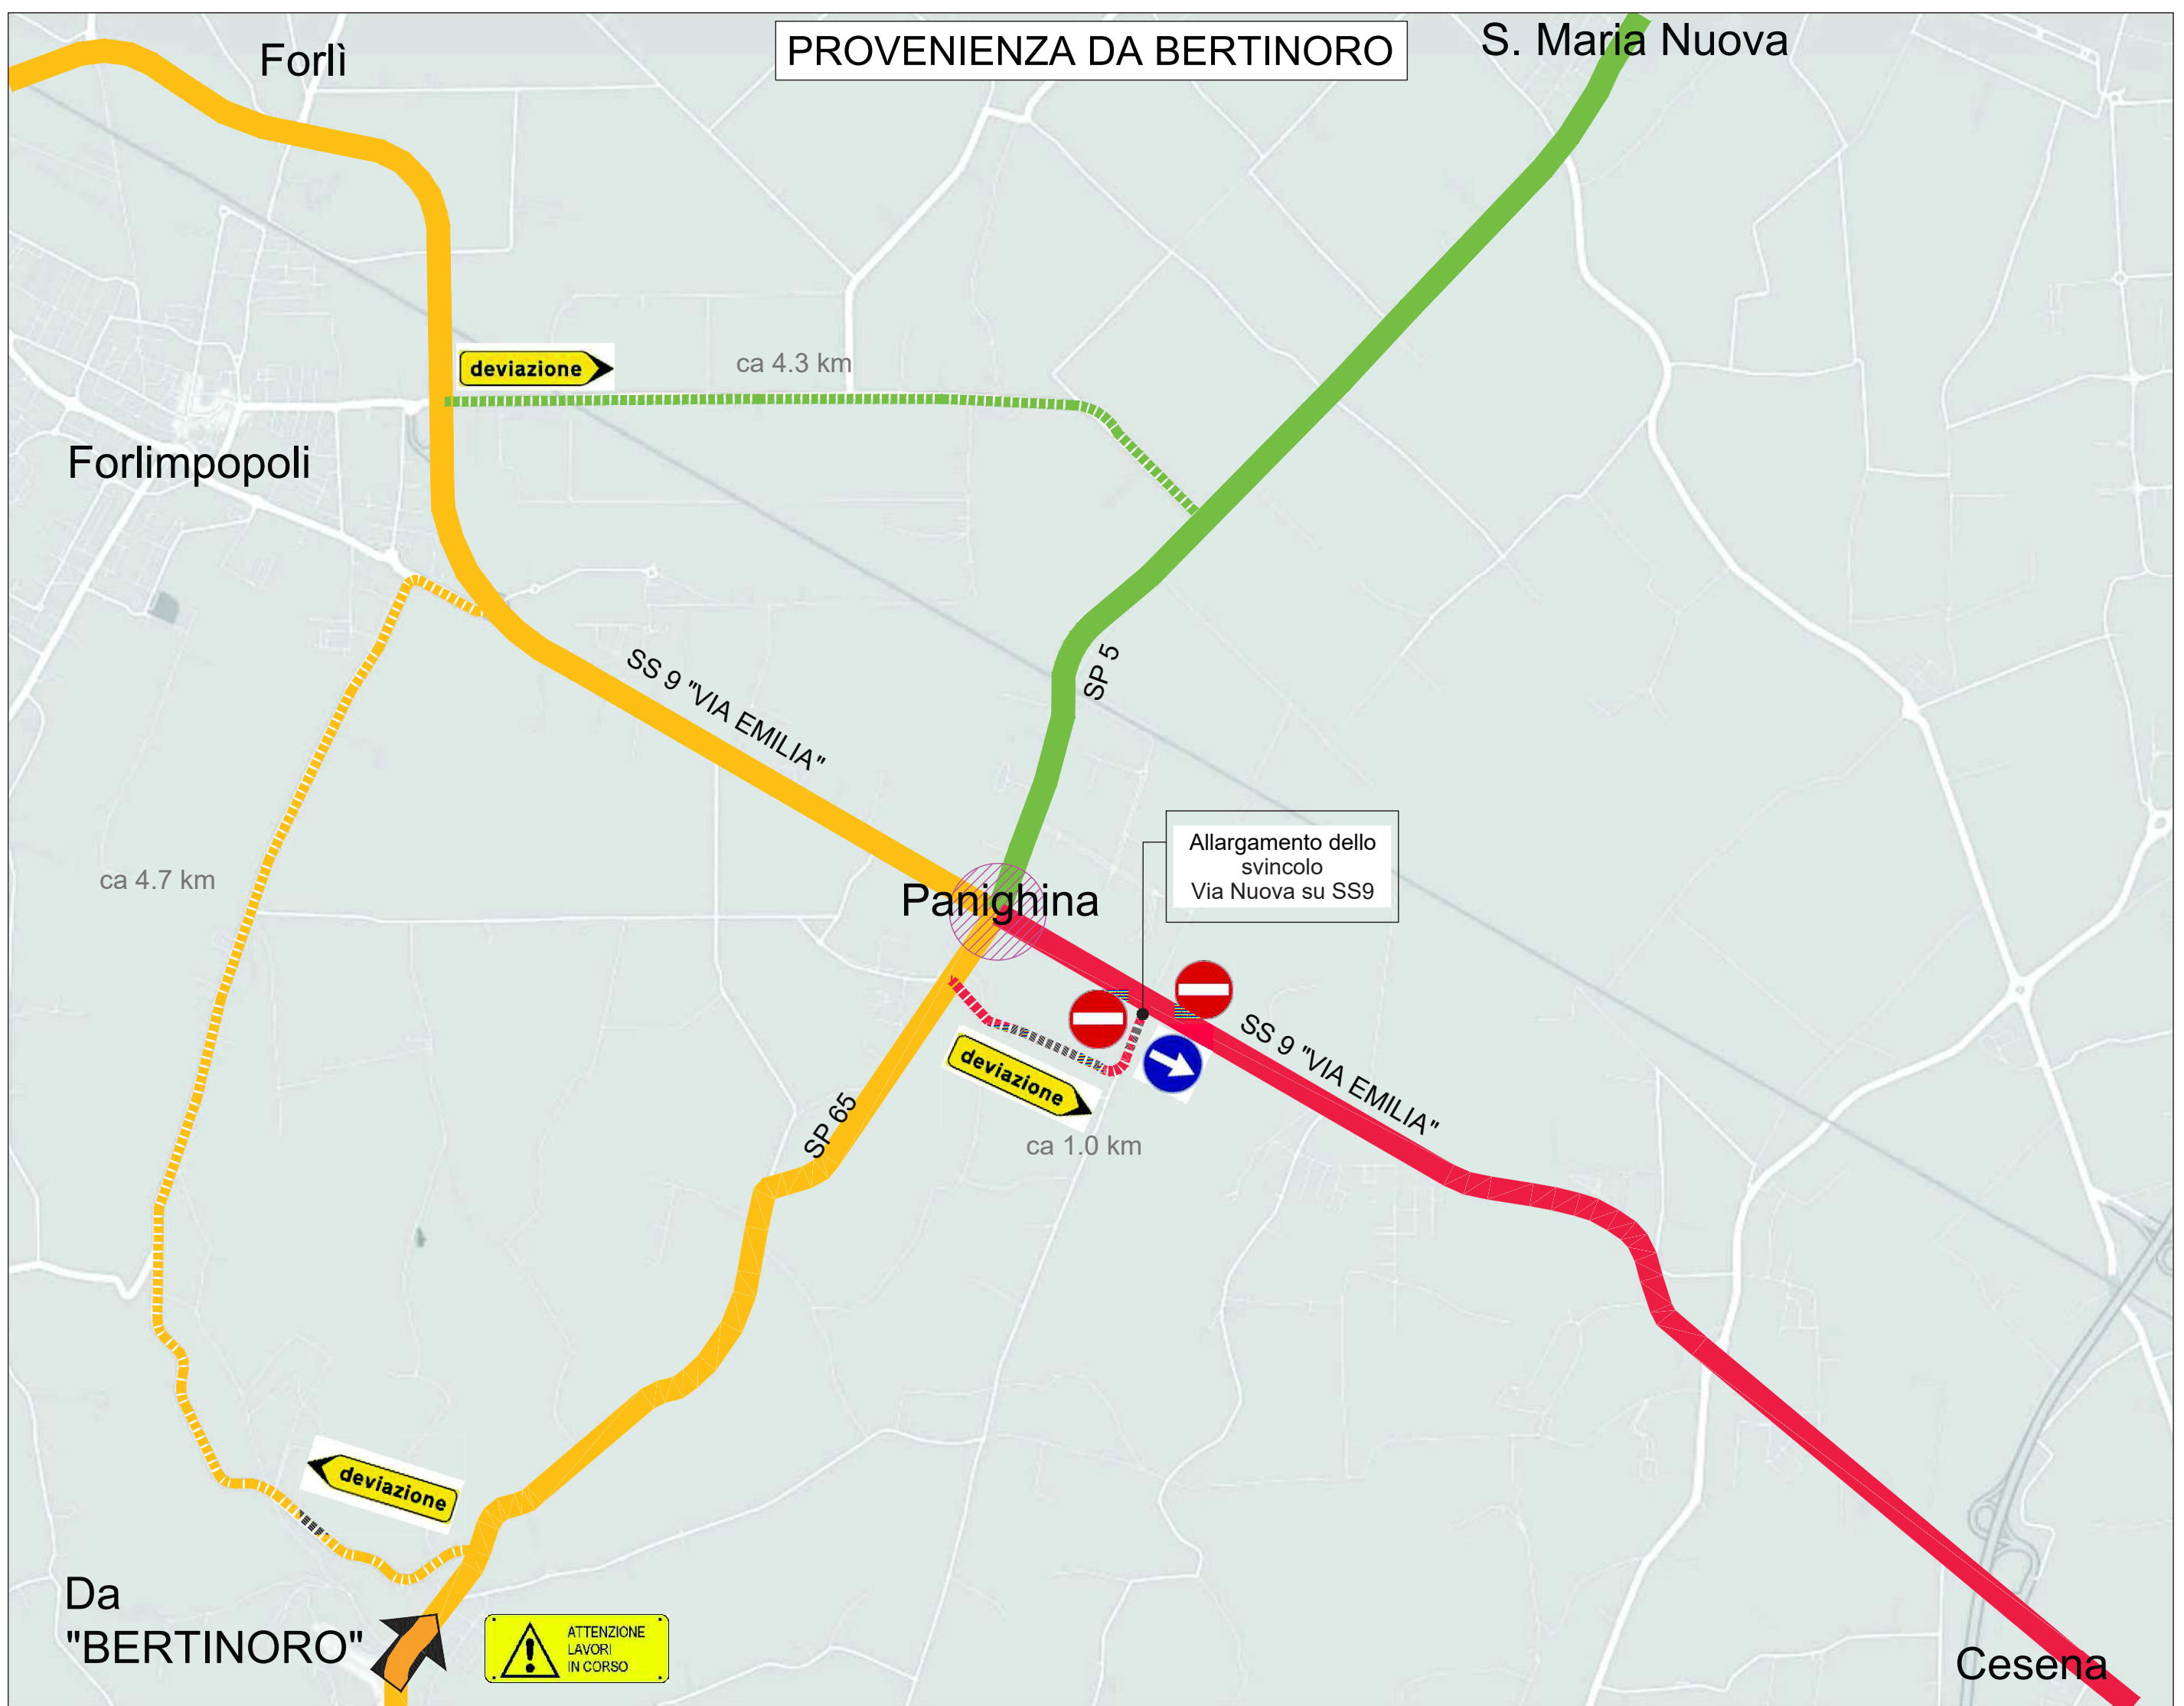 Forlì
PROVENIENZA DA BERTINORO
S. Maria Nuova
deviazione
ca 4.3 km
Forlimpopoli
SS 9 "VIA EMILIA"
SP 5
Allargamento dello
svincolo
Via Nuova su SS9
ca 4.7 km
Panighina
SS 9 "VIA EMILIA"
deviazione
SP 65
ca 1.0 km
deviazione
Da
"BERTINORO"
ATTENZIONE
LAVORI
IN CORSO
Cesena